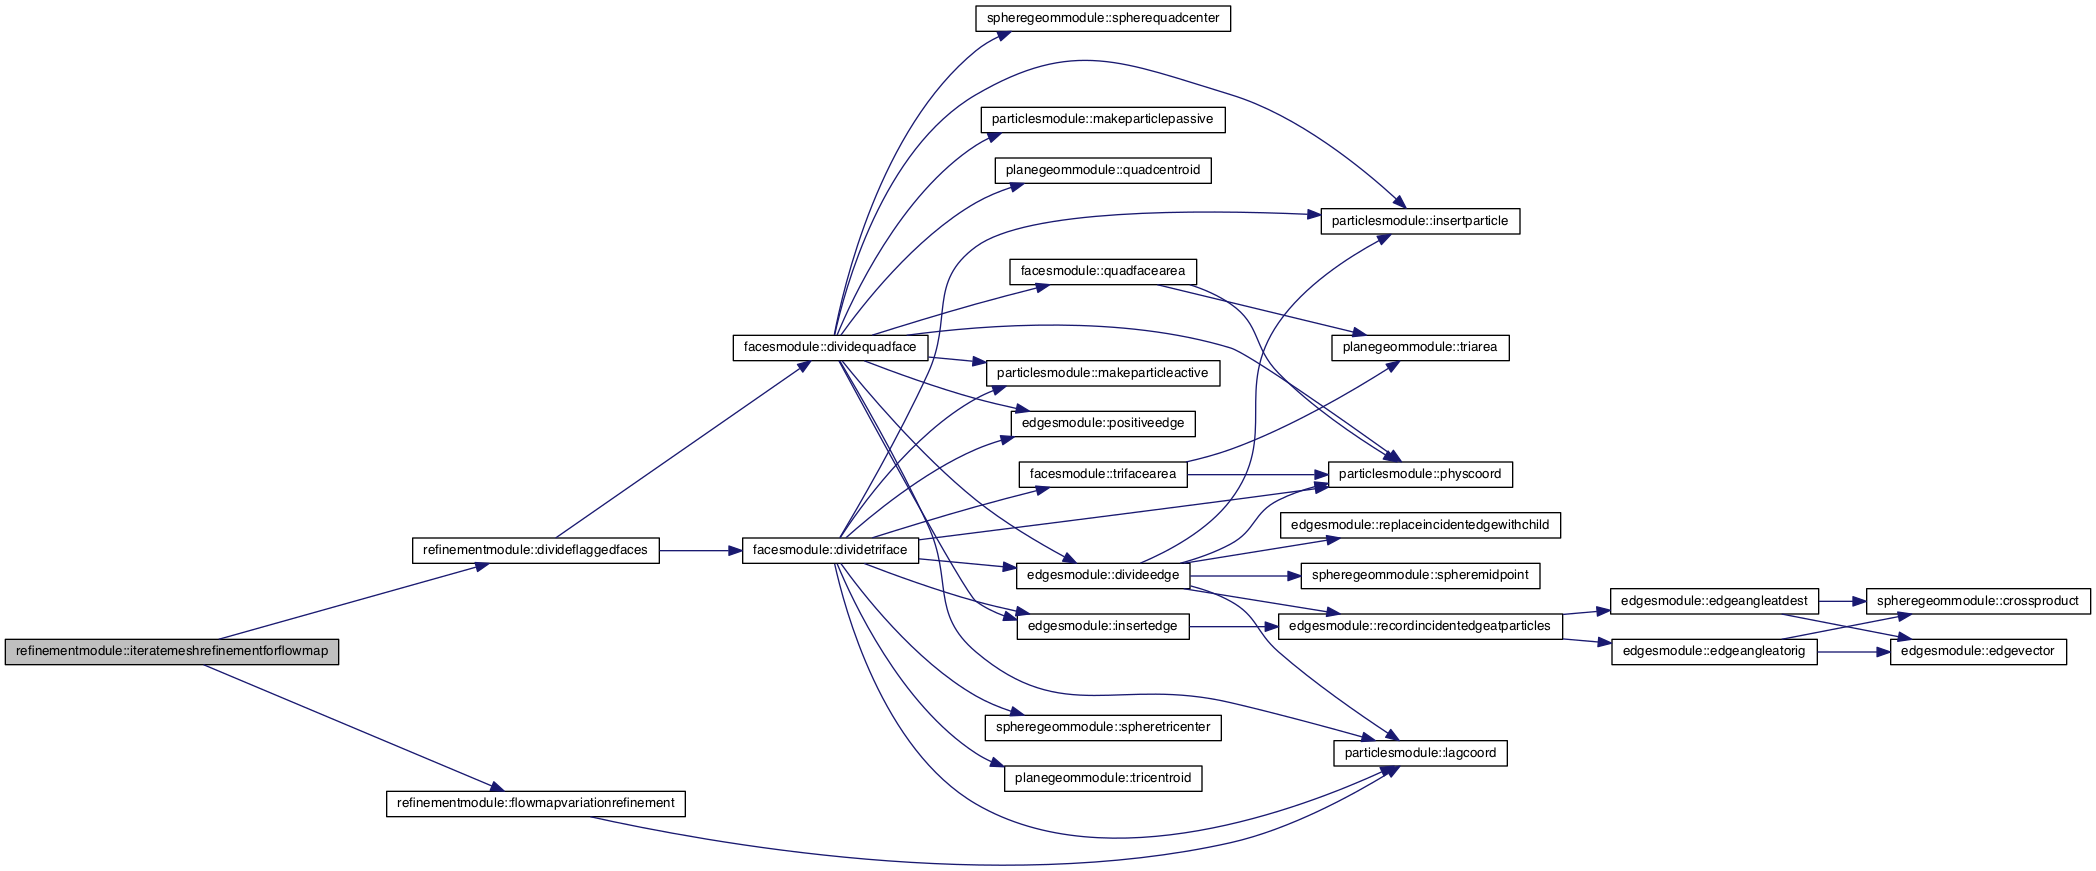 spheregeommodule::spherequadcenter
particlesmodule::makeparticlepassive
planegeommodule::quadcentroid
particlesmodule::insertparticle
facesmodule::quadfacearea
facesmodule::dividequadface
planegeommodule::triarea
particlesmodule::makeparticleactive
edgesmodule::positiveedge
facesmodule::trifacearea
particlesmodule::physcoord
edgesmodule::replaceincidentedgewithchild
refinementmodule::divideflaggedfaces
facesmodule::dividetriface
edgesmodule::divideedge
spheregeommodule::spheremidpoint
edgesmodule::edgeangleatdest
spheregeommodule::crossproduct
edgesmodule::insertedge
edgesmodule::recordincidentedgeatparticles
refinementmodule::iteratemeshrefinementforflowmap
edgesmodule::edgeangleatorig
edgesmodule::edgevector
spheregeommodule::spheretricenter
particlesmodule::lagcoord
planegeommodule::tricentroid
refinementmodule::flowmapvariationrefinement